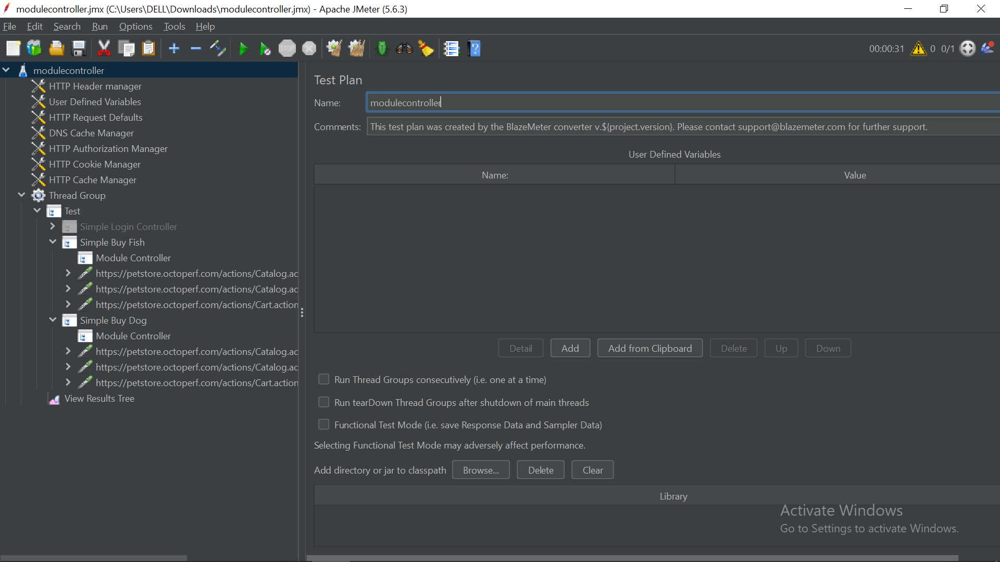 modulecontroller.jmx (C:\Users\DELL\Downloads\modulecontroller.jmx) - Apache JMeter (5.6.3)
File Edit Search Run Options Tools Help
STOP
00:00:31 0 0/1
modulecontroller
HTTP Header manager
User Defined Variables
HTTP Request Defaults
DNS Cache Manager
HTTP Authorization Manager
HTTP Cookie Manager
HTTP Cache Manager
Thread Group
Test
Simple Login Controller
Simple Buy Fish
Module Controller
https://petstore.octoperf.com/actions/Catalog.ac
https://petstore.octoperf.com/actions/Catalog.ac
https://petstore.octoperf.com/actions/Cart.action
Simple Buy Dog
Module Controller
https://petstore.octoperf.com/actions/Catalog.ac
https://petstore.octoperf.com/actions/Catalog.ac
https://petstore.octoperf.com/actions/Cart.action
View Results Tree
Test Plan
Name: modulecontroller
Comments: This test plan was created by the BlazeMeter converter v.${project.version}. Please contact support@blazemeter.com for further support.
User Defined Variables
Name: Value
Detail Add Add from Clipboard Delete Up Down
Run Thread Groups consecutively (i.e. one at a time)
Run tearDown Thread Groups after shutdown of main threads
Functional Test Mode (i.e. save Response Data and Sampler Data)
Selecting Functional Test Mode may adversely affect performance.
Add directory or jar to classpath Browse... Delete Clear
Library
Activate Windows
Go to Settings to activate Windows.